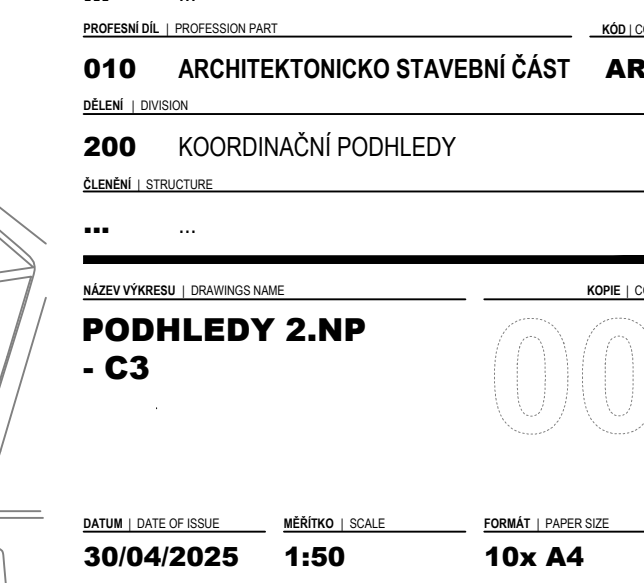 ... ...
PROFESNÍ DÍL | PROFESSION PART KÓD |
010 ARCHITEKTONICKO STAVEBNÍ ČÁST AR
DĚLENÍ | DIVISION
200 KOORDINAČNÍ PODHLEDY
ČLENĚNÍ | STRUCTURE
... ...
NÁZEV VÝKRESU | DRAWINGS NAME KOPIE |
PODHLEDY 2.NP
- C3
00
DATUM | DATE OF ISSUE MĚŘÍTKO | SCALE FORMÁT | PAPER SIZE
30/04/2025 1:50 10x A4